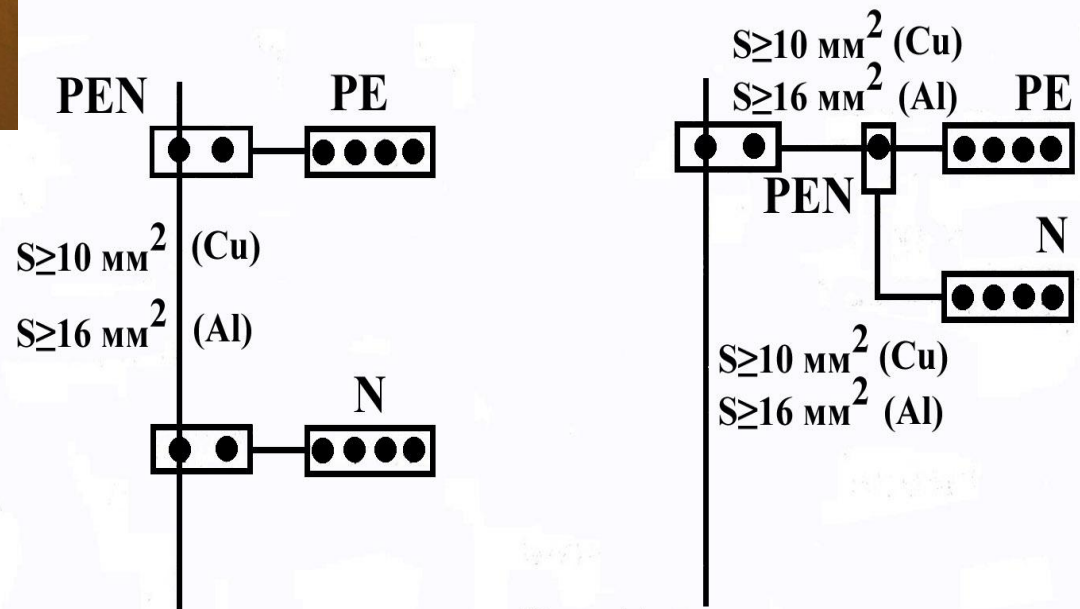 PEN
PE
S≥10 мм² (Cu)
S≥16 мм² (Al)
N
S≥10 мм² (Cu)
S≥16 мм² (Al)
PE
PEN
N
S≥10 мм² (Cu)
S≥16 мм² (Al)